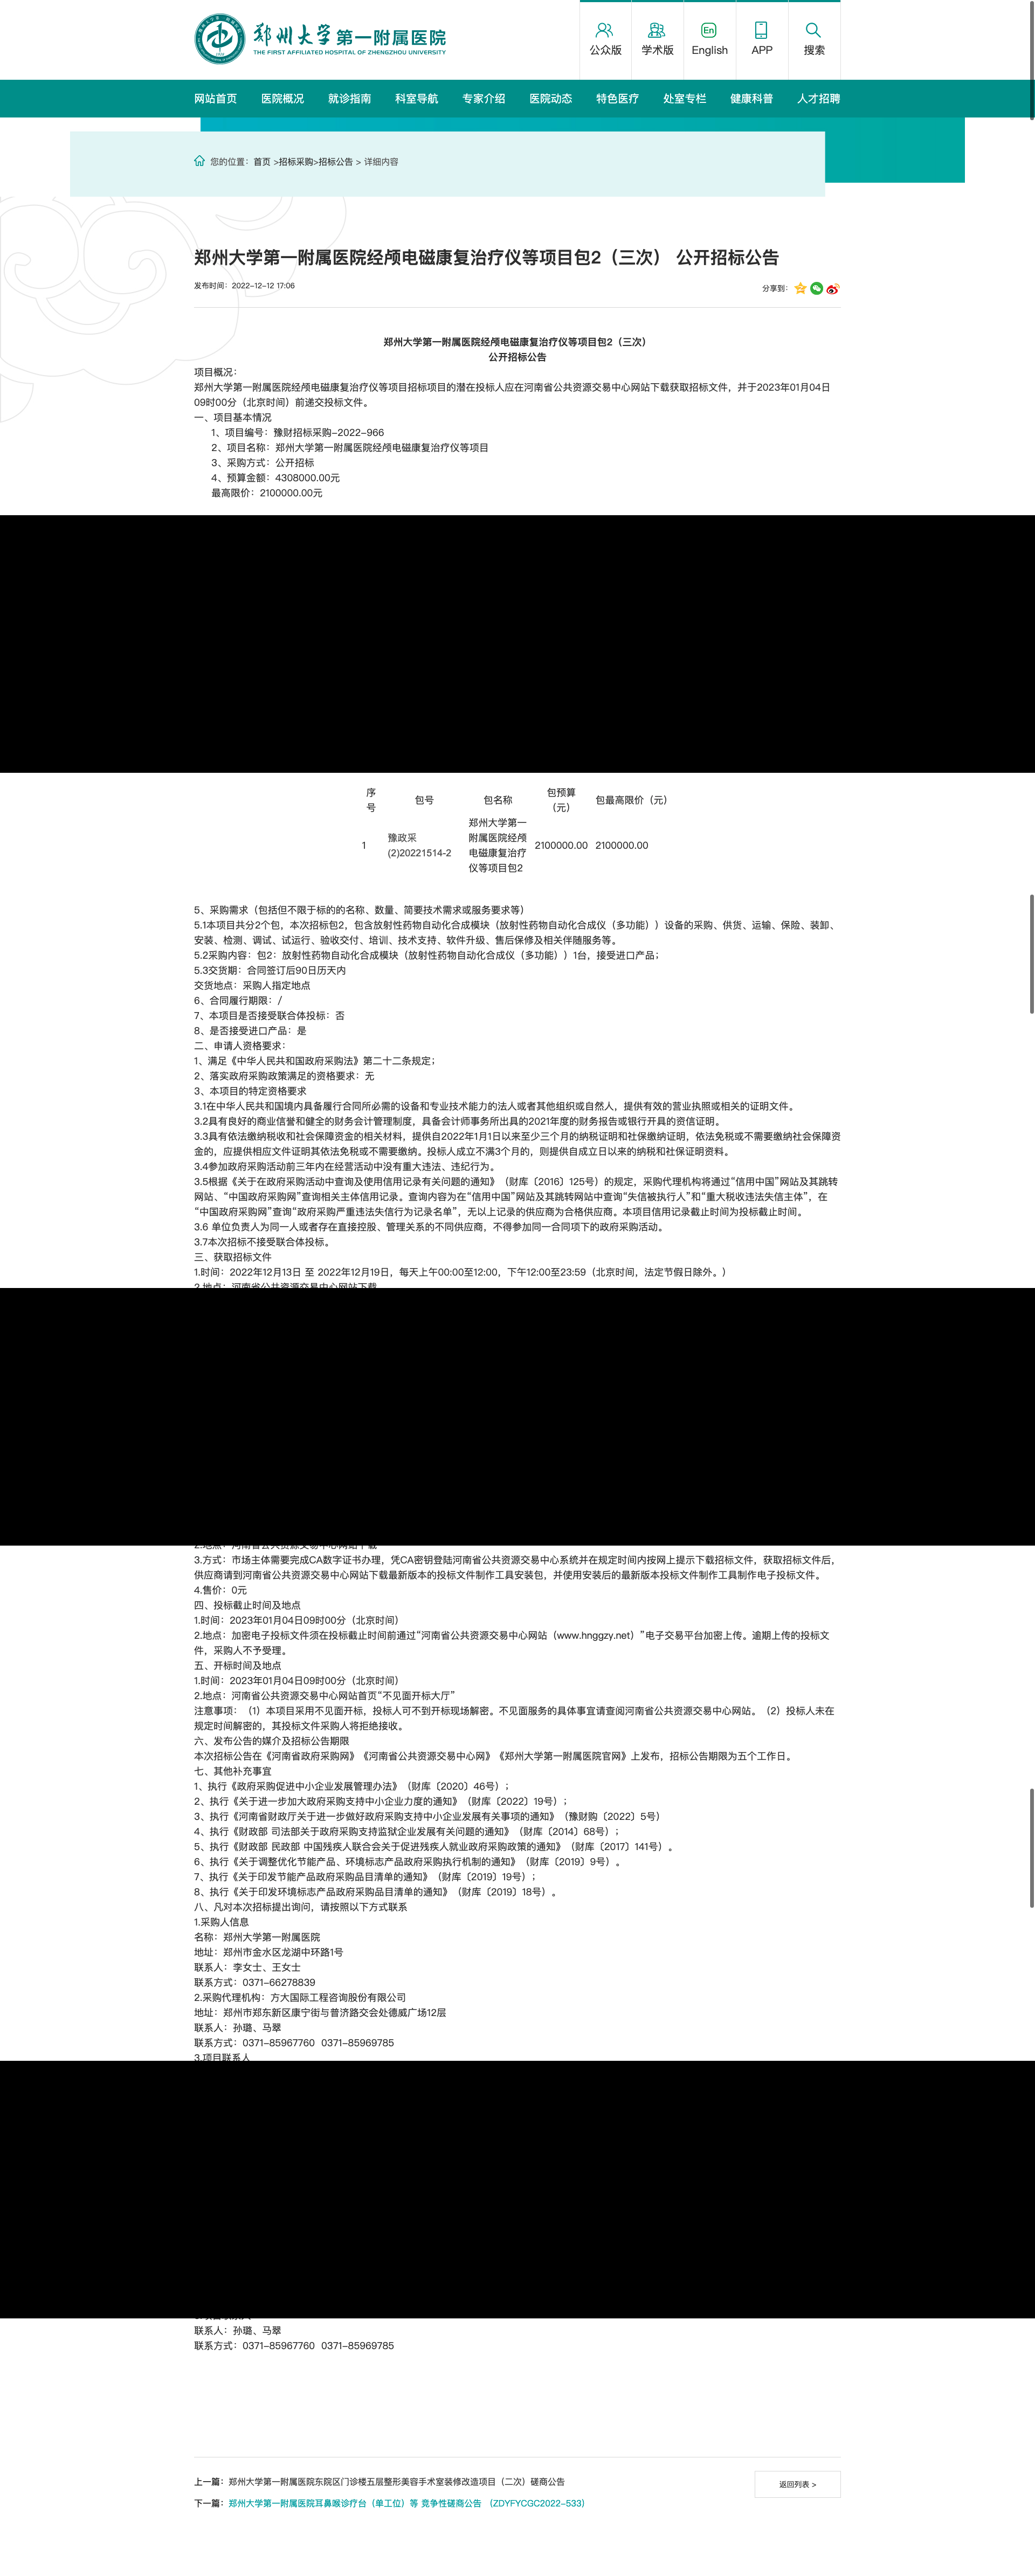 郑州大学第一附属医院
THE FIRST AFFILIATED HOSPITAL OF ZHENGZHOU UNIVERSITY
公众版 学术版 English APP 搜索
网站首页 医院概况 就诊指南 科室导航 专家介绍 医院动态 特色医疗 处室专栏 健康科普 人才招聘
您的位置：首页 >招标采购>招标公告 > 详细内容
郑州大学第一附属医院经颅电磁康复治疗仪等项目包2（三次） 公开招标公告
发布时间：2022-12-12 17:06
分享到：
郑州大学第一附属医院经颅电磁康复治疗仪等项目包2（三次）
公开招标公告
项目概况：
郑州大学第一附属医院经颅电磁康复治疗仪等项目招标项目的潜在投标人应在河南省公共资源交易中心网站下载获取招标文件，并于2023年01月04日
09时00分（北京时间）前递交投标文件。
一、项目基本情况
1、项目编号：豫财招标采购-2022-966
2、项目名称：郑州大学第一附属医院经颅电磁康复治疗仪等项目
3、采购方式：公开招标
4、预算金额：4308000.00元
最高限价：2100000.00元
序号 包号 包名称 包预算（元） 包最高限价（元）
1 豫政采(2)20221514-2 郑州大学第一附属医院经颅电磁康复治疗仪等项目包2 2100000.00 2100000.00
5、采购需求（包括但不限于标的的名称、数量、简要技术需求或服务要求等）
5.1本项目共分2个包，本次招标包2，包含放射性药物自动化合成模块（放射性药物自动化合成仪（多功能））设备的采购、供货、运输、保险、装卸、
安装、检测、调试、试运行、验收交付、培训、技术支持、软件升级、售后保修及相关伴随服务等。
5.2采购内容：包2：放射性药物自动化合成模块（放射性药物自动化合成仪（多功能））1台，接受进口产品；
5.3交货期：合同签订后90日历天内
交货地点：采购人指定地点
6、合同履行期限：/
7、本项目是否接受联合体投标：否
8、是否接受进口产品：是
二、申请人资格要求：
1、满足《中华人民共和国政府采购法》第二十二条规定；
2、落实政府采购政策满足的资格要求：无
3、本项目的特定资格要求
3.1在中华人民共和国境内具备履行合同所必需的设备和专业技术能力的法人或者其他组织或自然人，提供有效的营业执照或相关的证明文件。
3.2具有良好的商业信誉和健全的财务会计管理制度，具备会计师事务所出具的2021年度的财务报告或银行开具的资信证明。
3.3具有依法缴纳税收和社会保障资金的相关材料，提供自2022年1月1日以来至少三个月的纳税证明和社保缴纳证明，依法免税或不需要缴纳社会保障资
金的，应提供相应文件证明其依法免税或不需要缴纳。投标人成立不满3个月的，则提供自成立日以来的纳税和社保证明资料。
3.4参加政府采购活动前三年内在经营活动中没有重大违法、违纪行为。
3.5根据《关于在政府采购活动中查询及使用信用记录有关问题的通知》（财库〔2016〕125号）的规定，采购代理机构将通过“信用中国”网站及其跳转
网站、“中国政府采购网”查询相关主体信用记录。查询内容为在“信用中国”网站及其跳转网站中查询“失信被执行人”和“重大税收违法失信主体”，在
“中国政府采购网”查询“政府采购严重违法失信行为记录名单”，无以上记录的供应商为合格供应商。本项目信用记录截止时间为投标截止时间。
3.6 单位负责人为同一人或者存在直接控股、管理关系的不同供应商，不得参加同一合同项下的政府采购活动。
3.7本次招标不接受联合体投标。
三、获取招标文件
1.时间：2022年12月13日 至 2022年12月19日，每天上午00:00至12:00，下午12:00至23:59（北京时间，法定节假日除外。）
2.地点：河南省公共资源交易中心网站下载
2.地点：河南省公共资源交易中心网站下载
3.方式：市场主体需要完成CA数字证书办理，凭CA密钥登陆河南省公共资源交易中心系统并在规定时间内按网上提示下载招标文件，获取招标文件后，
供应商请到河南省公共资源交易中心网站下载最新版本的投标文件制作工具安装包，并使用安装后的最新版本投标文件制作工具制作电子投标文件。
4.售价：0元
四、投标截止时间及地点
1.时间：2023年01月04日09时00分（北京时间）
2.地点：加密电子投标文件须在投标截止时间前通过“河南省公共资源交易中心网站（www.hnggzy.net）”电子交易平台加密上传。逾期上传的投标文
件，采购人不予受理。
五、开标时间及地点
1.时间：2023年01月04日09时00分（北京时间）
2.地点：河南省公共资源交易中心网站首页“不见面开标大厅”
注意事项：（1）本项目采用不见面开标，投标人可不到开标现场解密。不见面服务的具体事宜请查阅河南省公共资源交易中心网站。（2）投标人未在
规定时间解密的，其投标文件采购人将拒绝接收。
六、发布公告的媒介及招标公告期限
本次招标公告在《河南省政府采购网》《河南省公共资源交易中心网》《郑州大学第一附属医院官网》上发布，招标公告期限为五个工作日。
七、其他补充事宜
1、执行《政府采购促进中小企业发展管理办法》（财库〔2020〕46号）；
2、执行《关于进一步加大政府采购支持中小企业力度的通知》（财库〔2022〕19号）；
3、执行《河南省财政厅关于进一步做好政府采购支持中小企业发展有关事项的通知》（豫财购〔2022〕5号）
4、执行《财政部 司法部关于政府采购支持监狱企业发展有关问题的通知》（财库〔2014〕68号）；
5、执行《财政部 民政部 中国残疾人联合会关于促进残疾人就业政府采购政策的通知》（财库〔2017〕141号）。
6、执行《关于调整优化节能产品、环境标志产品政府采购执行机制的通知》（财库〔2019〕9号）。
7、执行《关于印发节能产品政府采购品目清单的通知》（财库〔2019〕19号）；
8、执行《关于印发环境标志产品政府采购品目清单的通知》（财库〔2019〕18号）。
八、凡对本次招标提出询问，请按照以下方式联系
1.采购人信息
名称：郑州大学第一附属医院
地址：郑州市金水区龙湖中环路1号
联系人：李女士、王女士
联系方式：0371-66278839
2.采购代理机构：方大国际工程咨询股份有限公司
地址：郑州市郑东新区康宁街与普济路交会处德威广场12层
联系人：孙璐、马翠
联系方式：0371-85967760 0371-85969785
3.项目联系人
联系人：孙璐、马翠
联系方式：0371-85967760 0371-85969785
上一篇：郑州大学第一附属医院东院区门诊楼五层整形美容手术室装修改造项目（二次）磋商公告
返回列表 >
下一篇：郑州大学第一附属医院耳鼻喉诊疗台（单工位）等 竞争性磋商公告 （ZDYFYCGC2022-533）